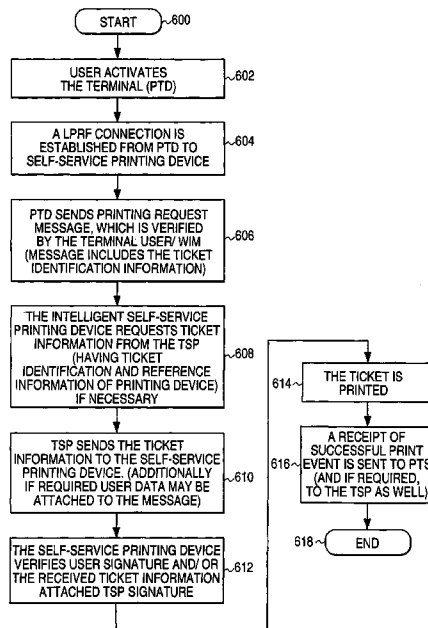 START
600
USER ACTIVATES
THE TERMINAL (PTD)
602
A LPRF CONNECTION IS
ESTABLISHED FROM PTD TO
SELF-SERVICE PRINTING DEVICE
604
PTD SENDS PRINTING REQUEST
MESSAGE, WHICH IS VERIFIED
BY THE TERMINAL USER/ WIM
(MESSAGE INCLUDES THE TICKET
IDENTIFICATION INFORMATION)
606
THE INTELLIGENT SELF-SERVICE
PRINTING DEVICE REQUESTS TICKET
INFORMATION FROM THE TSP
(HAVING TICKET
IDENTIFICATION AND REFERENCE
INFORMATION OF PRINTING DEVICE)
IF NECESSARY
608
TSP SENDS THE TICKET
INFORMATION TO THE SELF-SERVICE
PRINTING DEVICE. (ADDITIONALLY
IF REQUIRED USER DATA MAY BE
ATTACHED TO THE MESSAGE)
610
THE SELF-SERVICE PRINTING DEVICE
VERIFIES USER SIGNATURE AND/ OR
THE RECEIVED TICKET INFORMATION
ATTACHED TSP SIGNATURE
612
THE TICKET IS
PRINTED
614
A RECEIPT OF
SUCCESSFUL PRINT
EVENT IS SENT TO PTS
(AND IF REQUIRED,
TO THE TSP AS WELL)
616
END
618